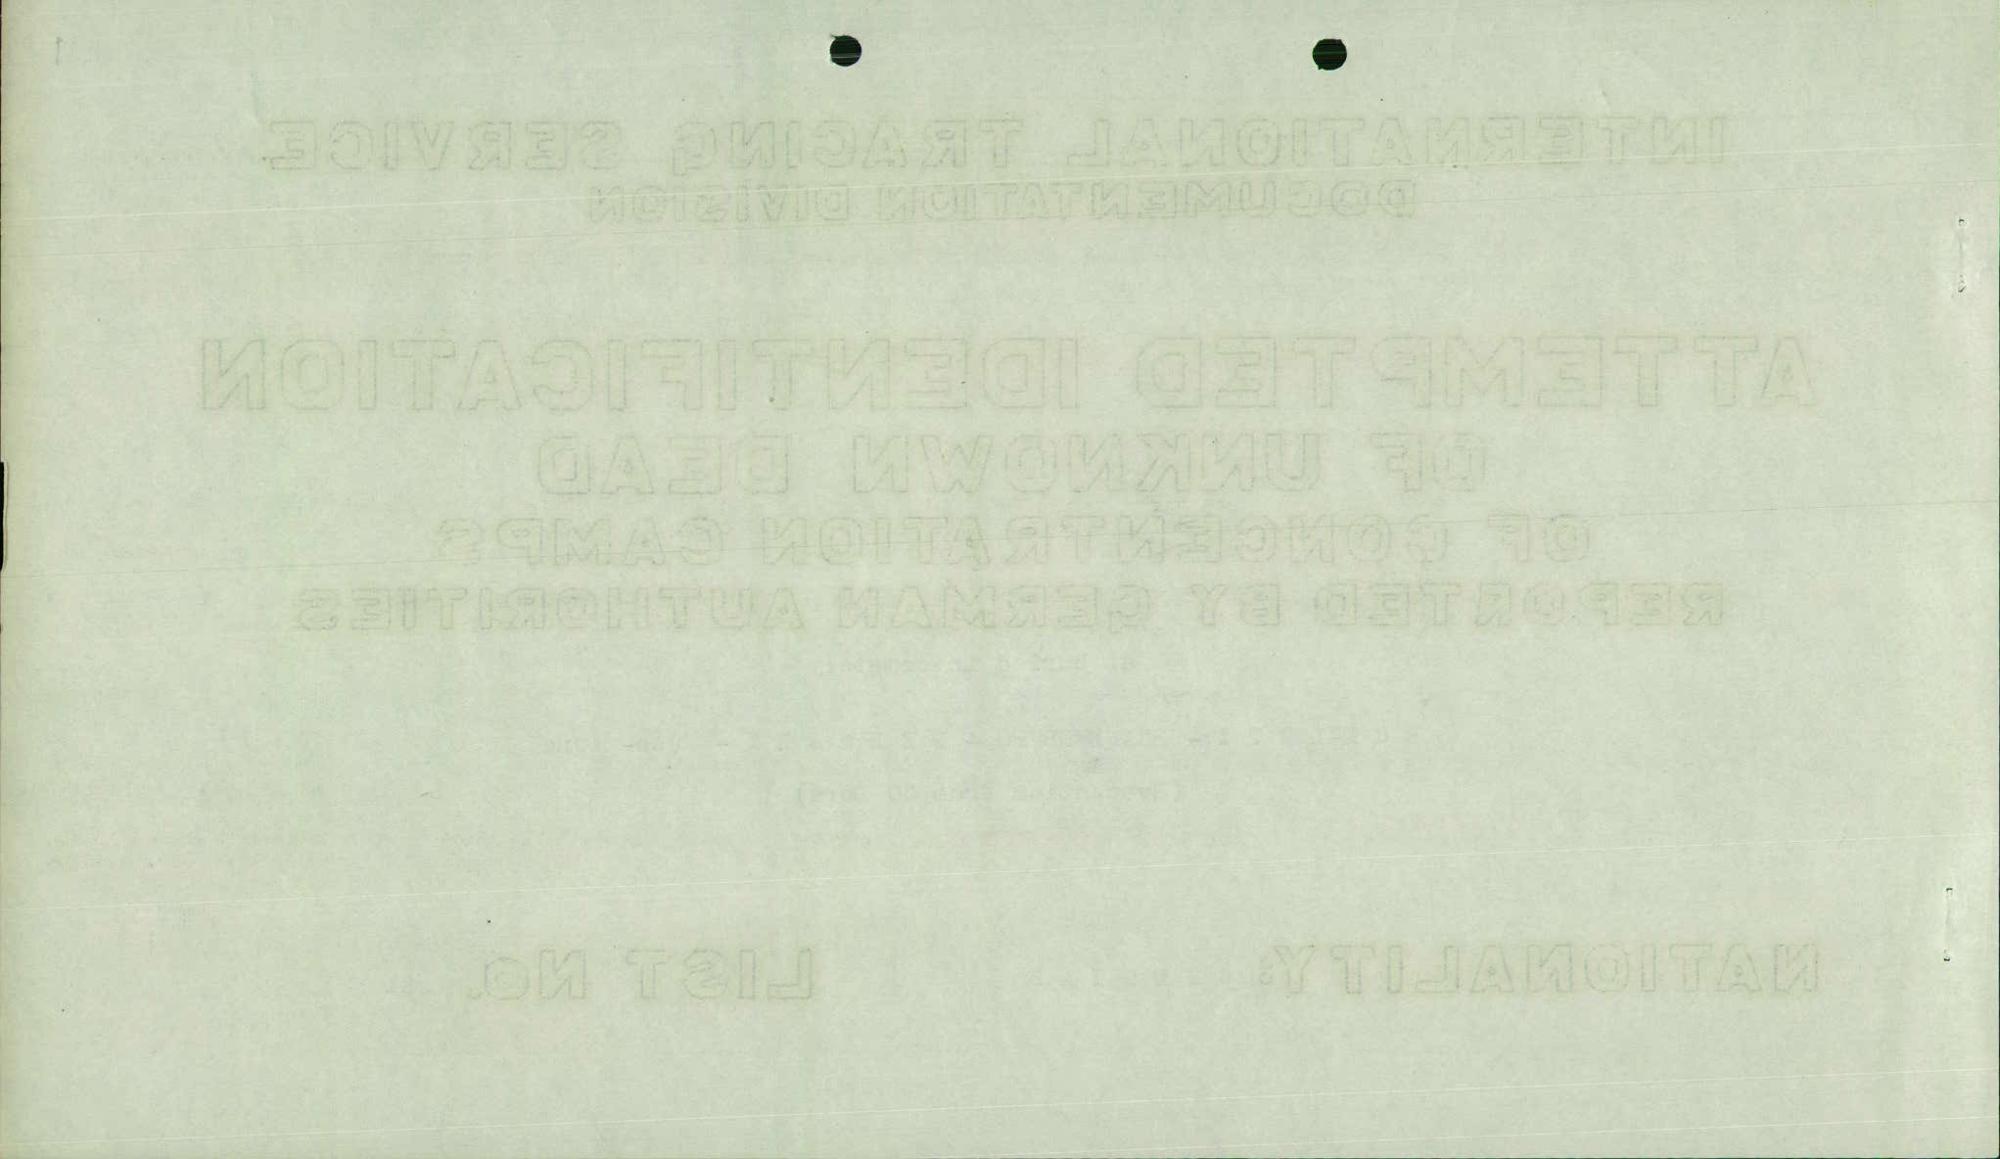 INTERNATIONAL TRACING SERVICE
DOCUMENTATION DIVISION
ATTEMPTED IDENTIFICATION
OF UNKNOWN DEAD
OF CONCENTRATION CAMPS
REPORTED BY GERMAN AUTHORITIES
NATIONALITY: LIST No.